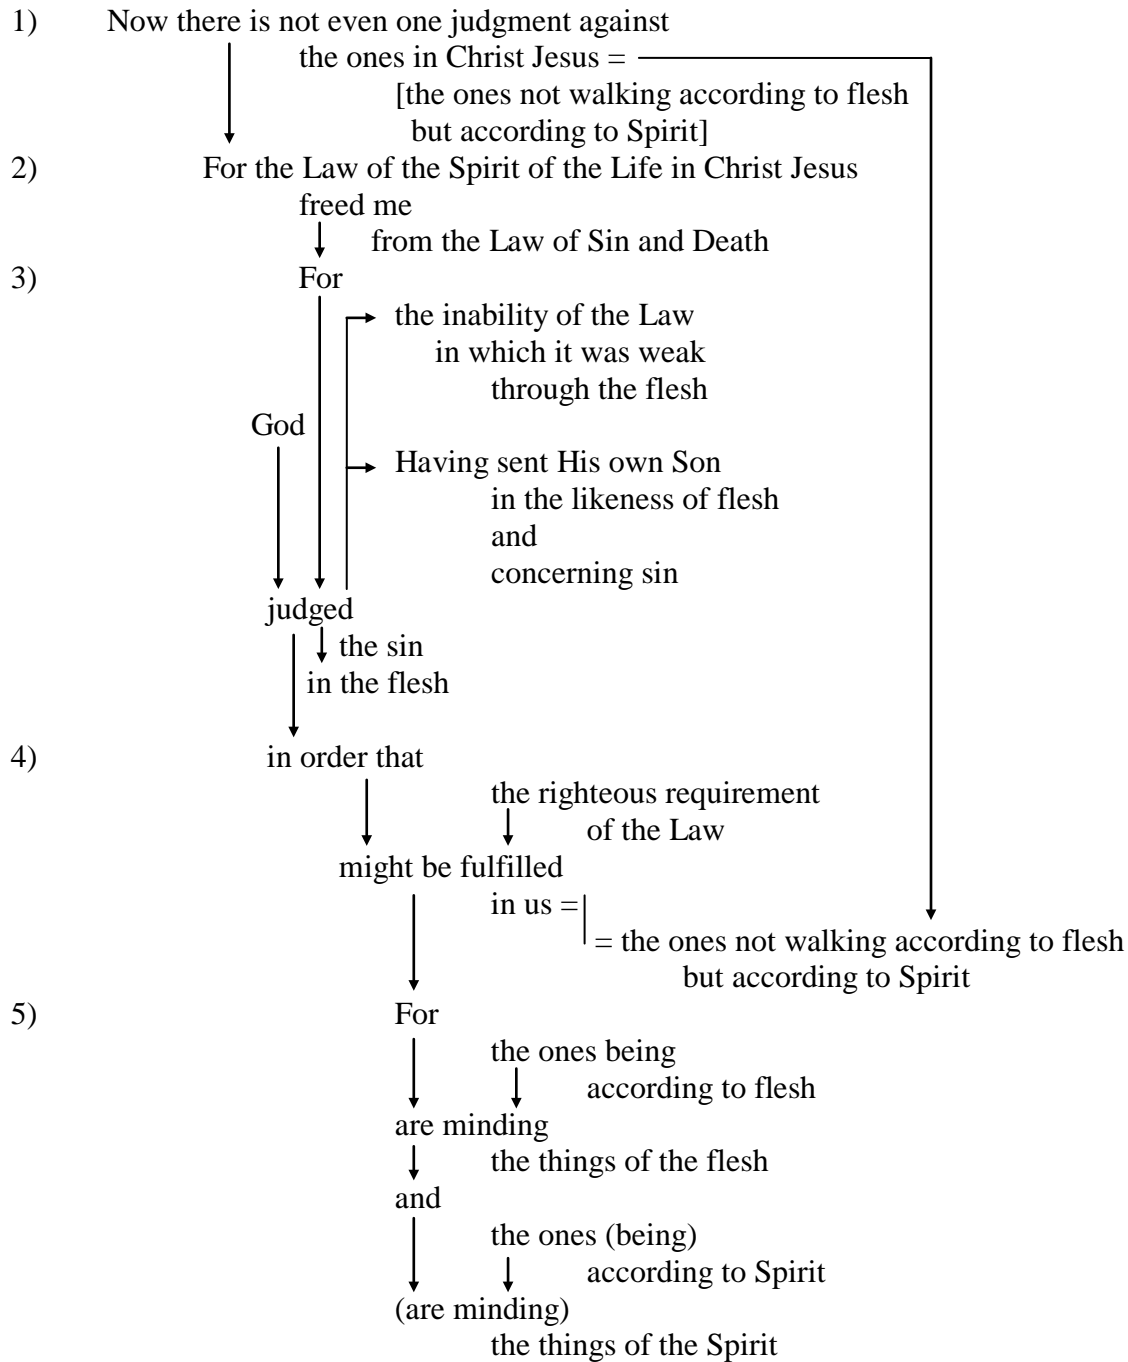 1) Now there is not even one judgment against
the ones in Christ Jesus =
[the ones not walking according to flesh
but according to Spirit]
2) For the Law of the Spirit of the Life in Christ Jesus
freed me
from the Law of Sin and Death
3) For
the inability of the Law
in which it was weak
through the flesh
God
Having sent His own Son
in the likeness of flesh
and
concerning sin
judged
the sin
in the flesh
4) in order that
the righteous requirement
of the Law
might be fulfilled
in us =
= the ones not walking according to flesh
but according to Spirit
5) For
the ones being
according to flesh
are minding
the things of the flesh
and
the ones (being)
according to Spirit
(are minding)
the things of the Spirit